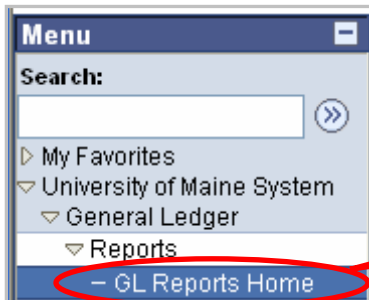 Menu
Search:
My Favorites
University of Maine System
General Ledger
Reports
– GL Reports Home